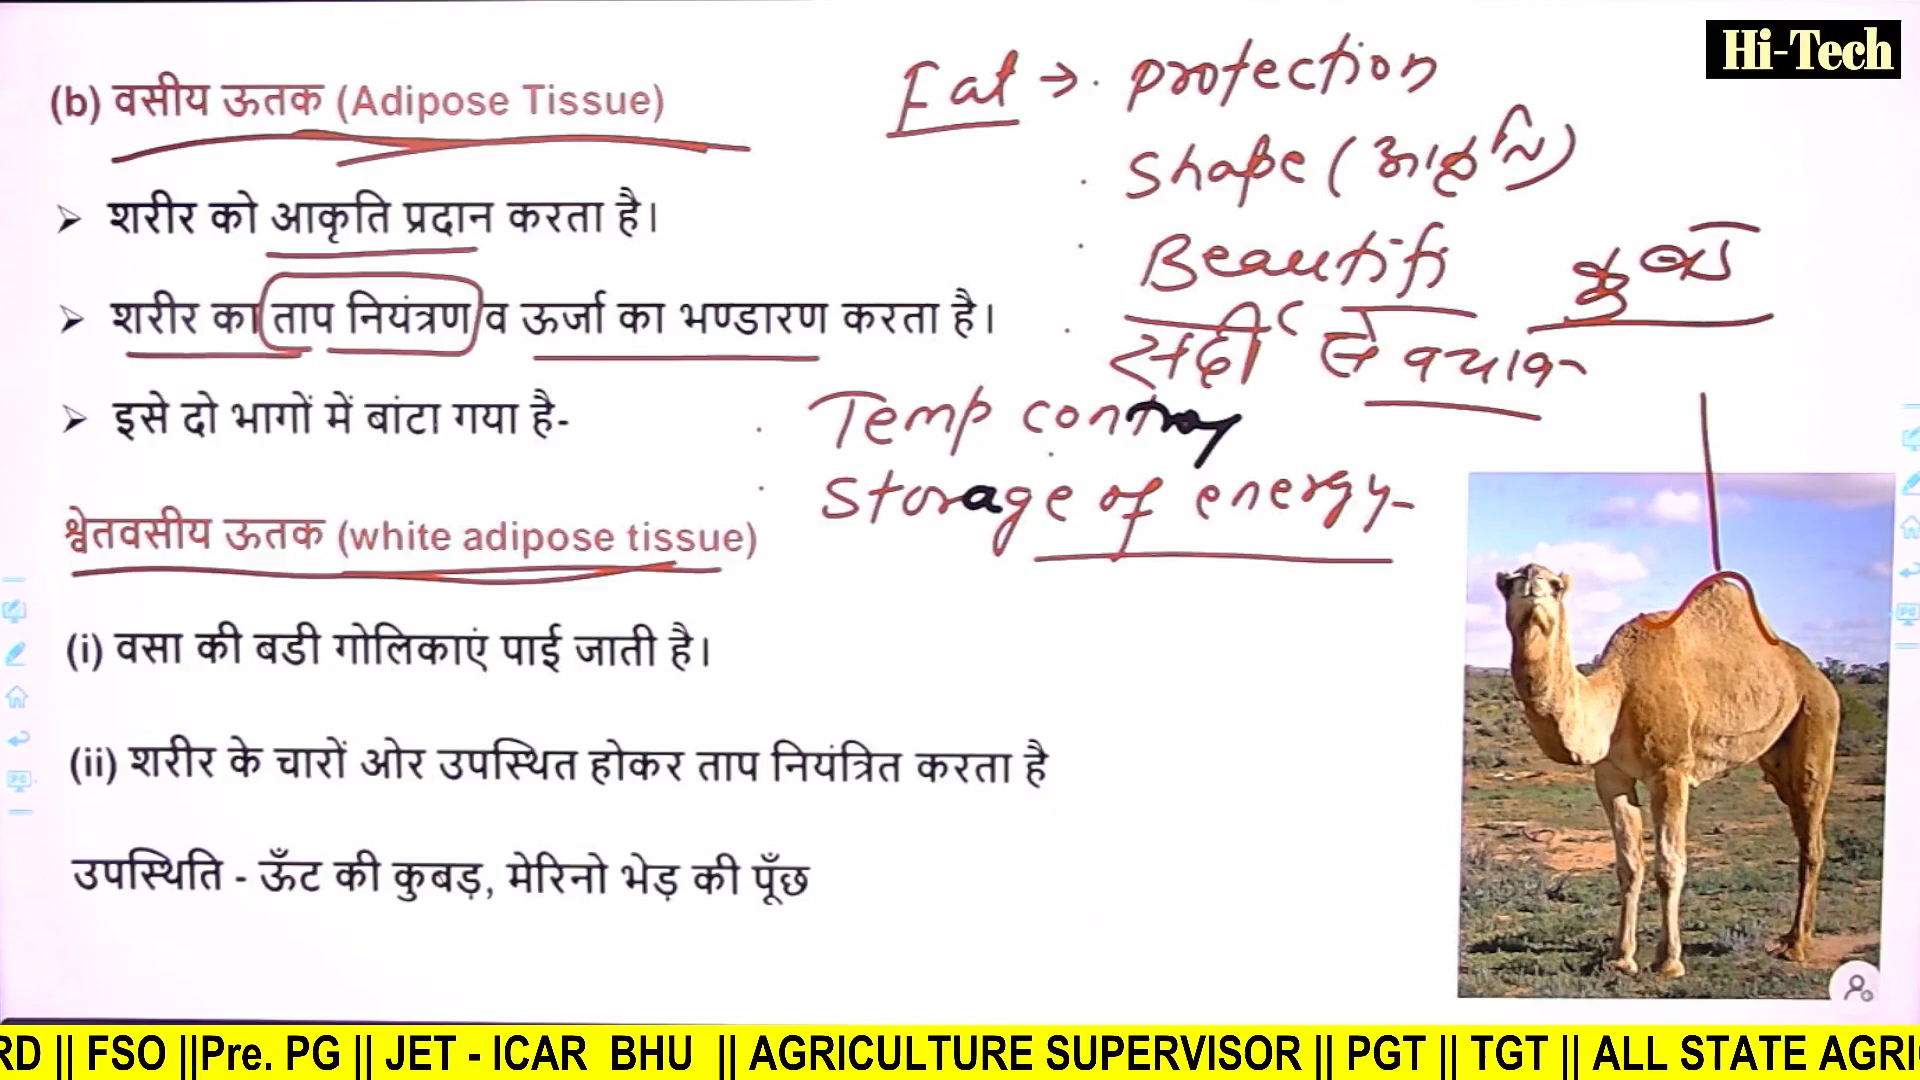 Hi-Tech
(b) वसीय ऊतक (Adipose Tissue)
Fat → . protection
. Shape (आकृति)
➢ शरीर को आकृति प्रदान करता है।
. Beautifi
➢ शरीर का ताप नियंत्रण व ऊर्जा का भण्डारण करता है।
. सर्दी से बचाव
➢ इसे दो भागों में बांटा गया है-
. Temp control
. Storage of energy-
श्वेतवसीय ऊतक (white adipose tissue)
(i) वसा की बडी गोलिकाएं पाई जाती है।
(ii) शरीर के चारों ओर उपस्थित होकर ताप नियंत्रित करता है
उपस्थिति - ऊँट की कुबड़, मेरिनो भेड़ की पूँछ
RD || FSO ||Pre. PG || JET - ICAR BHU || AGRICULTURE SUPERVISOR || PGT || TGT || ALL STATE AGRI